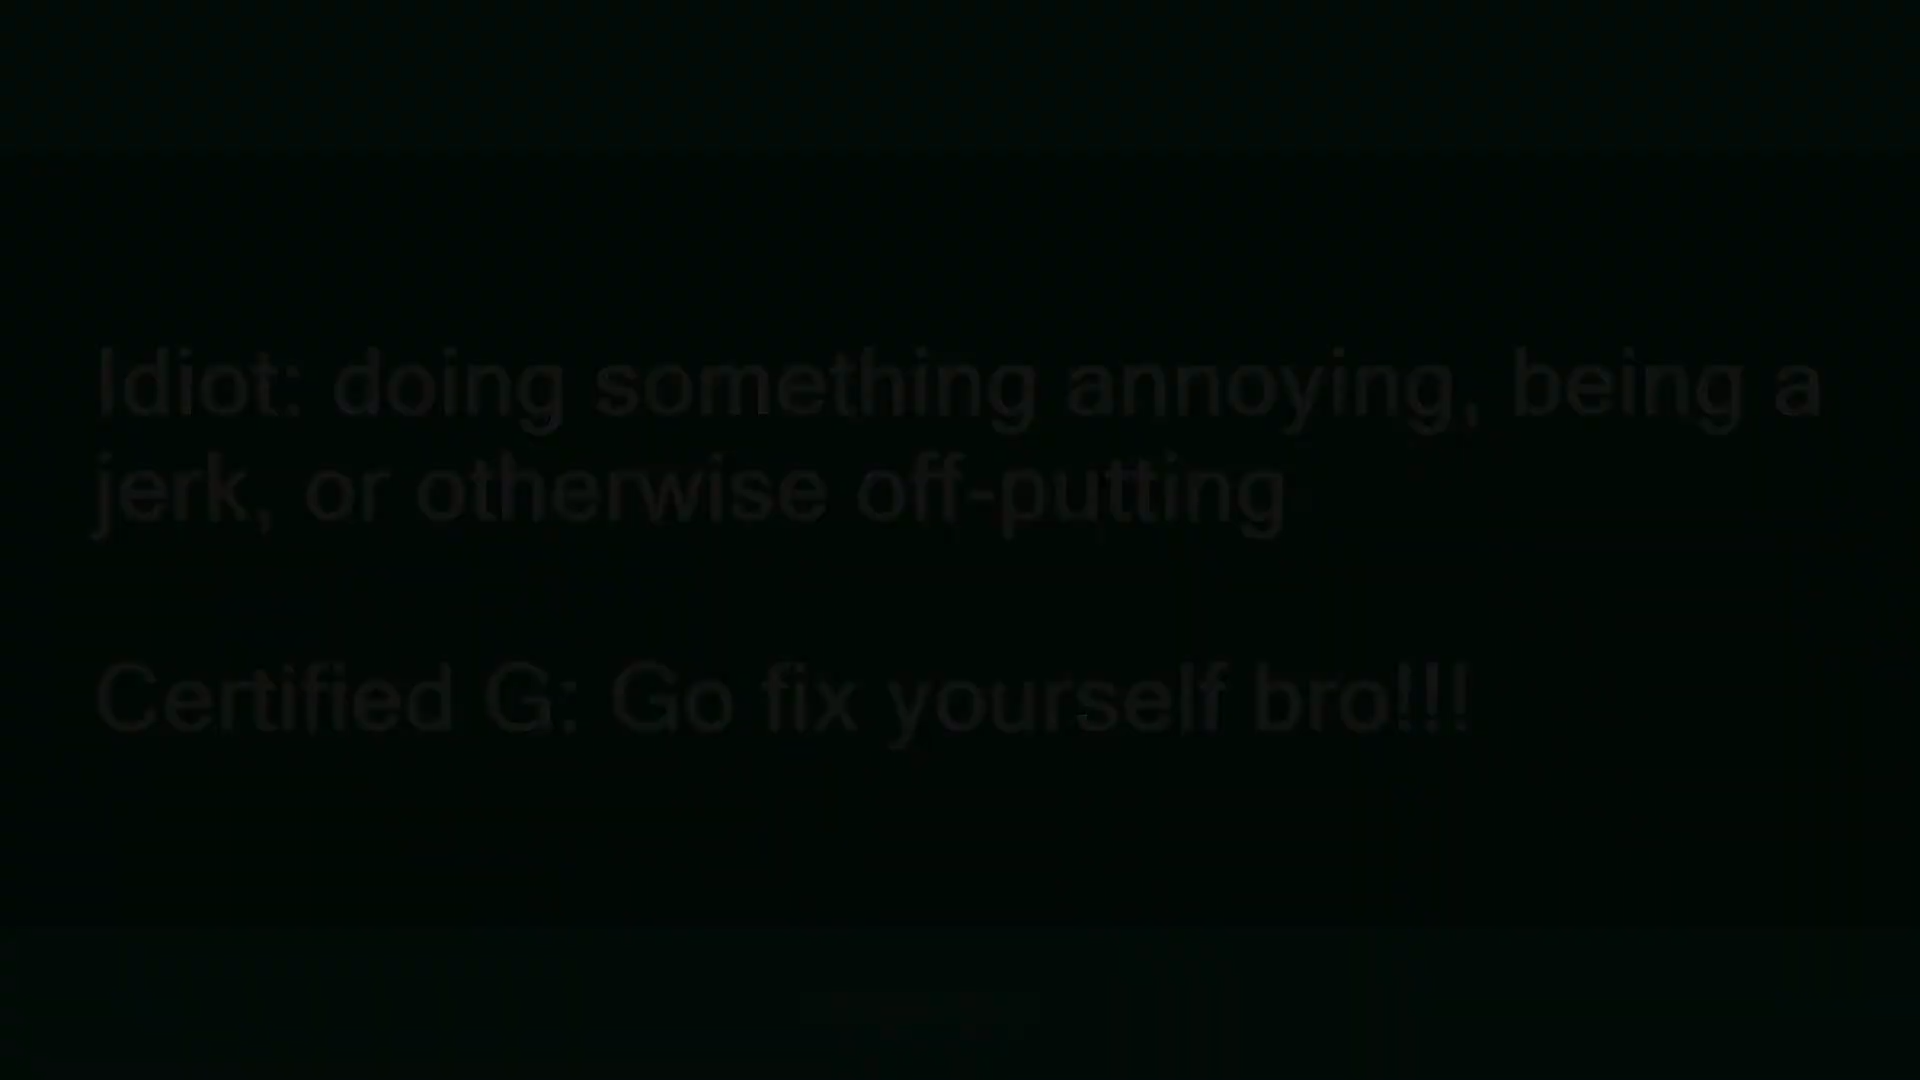 Idiot: doing something annoying, being a
jerk, or otherwise off-putting
Certified G: Go fix yourself bro!!!